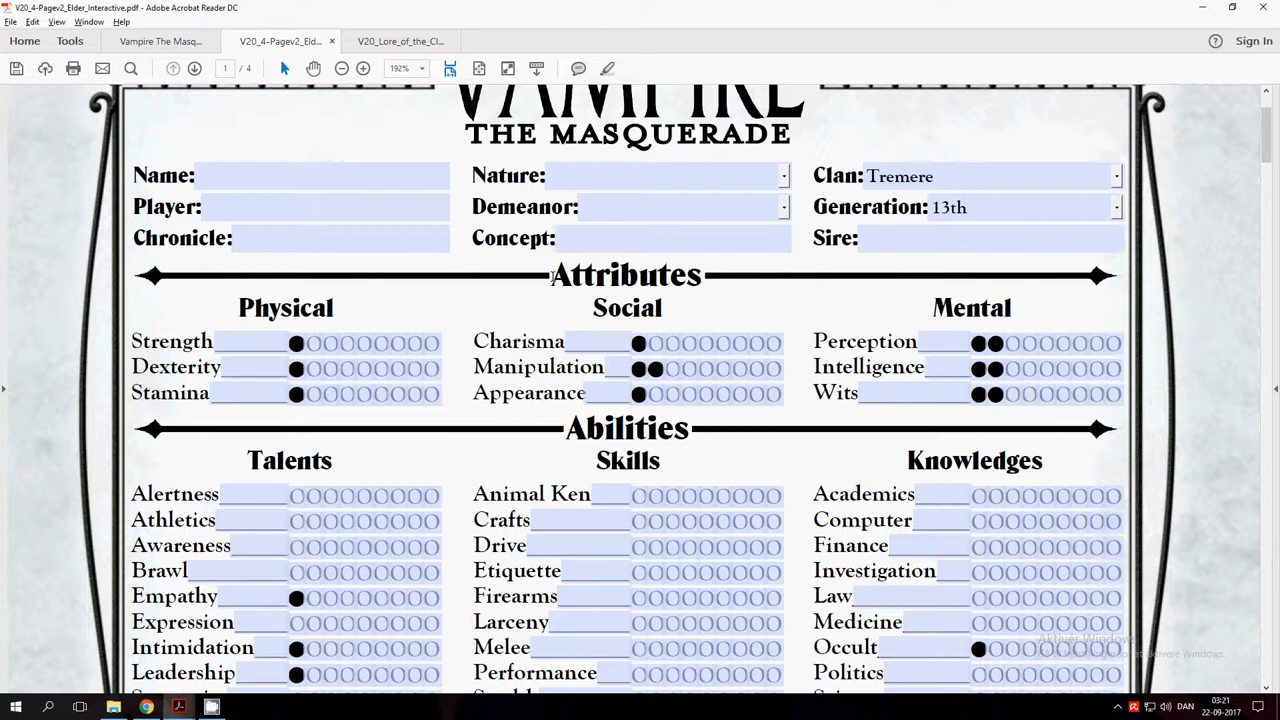 V20_4-Pagev2_Elder_Interactive.pdf - Adobe Acrobat Reader DC
File Edit View Window Help
Home Tools Vampire The Masq... V20_4-Pagev2_Eld... × V20_Lore_of_the_Cl... Sign In
1 / 4 192%
VAMPIRE
THE MASQUERADE
Name: Nature: Clan: Tremere
Player: Demeanor: Generation: 13th
Chronicle: Concept: Sire:
Attributes
Physical Social Mental
Strength Charisma Perception
Dexterity Manipulation Intelligence
Stamina Appearance Wits
Abilities
Talents Skills Knowledges
Alertness Animal Ken Academics
Athletics Crafts Computer
Awareness Drive Finance
Brawl Etiquette Investigation
Empathy Firearms Law
Expression Larceny Medicine
Aktiver Windows
Intimidation Melee Occult
Windows.
Leadership Performance Politics
DAN 03:21
22-09-2017